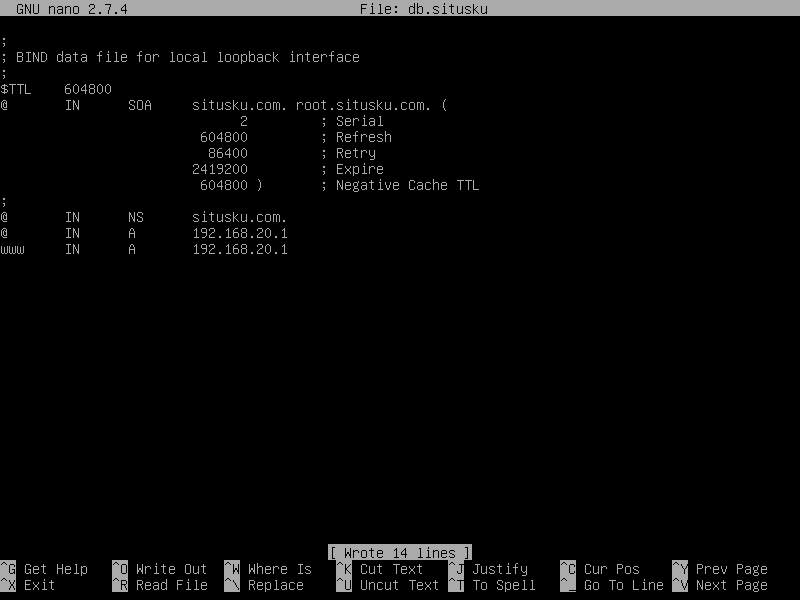 GNU nano 2.7.4 File: db.situsku
;
; BIND data file for local loopback interface
;
$TTL 604800
@ IN SOA situsku.com. root.situsku.com. (
2 ; Serial
604800 ; Refresh
86400 ; Retry
2419200 ; Expire
604800 ) ; Negative Cache TTL
;
@ IN NS situsku.com.
@ IN A 192.168.20.1
www IN A 192.168.20.1
[ Wrote 14 lines ]
^G Get Help ^O Write Out ^W Where Is ^K Cut Text ^J Justify ^C Cur Pos ^Y Prev Page
^X Exit ^R Read File ^\ Replace ^U Uncut Text ^T To Spell ^_ Go To Line ^V Next Page